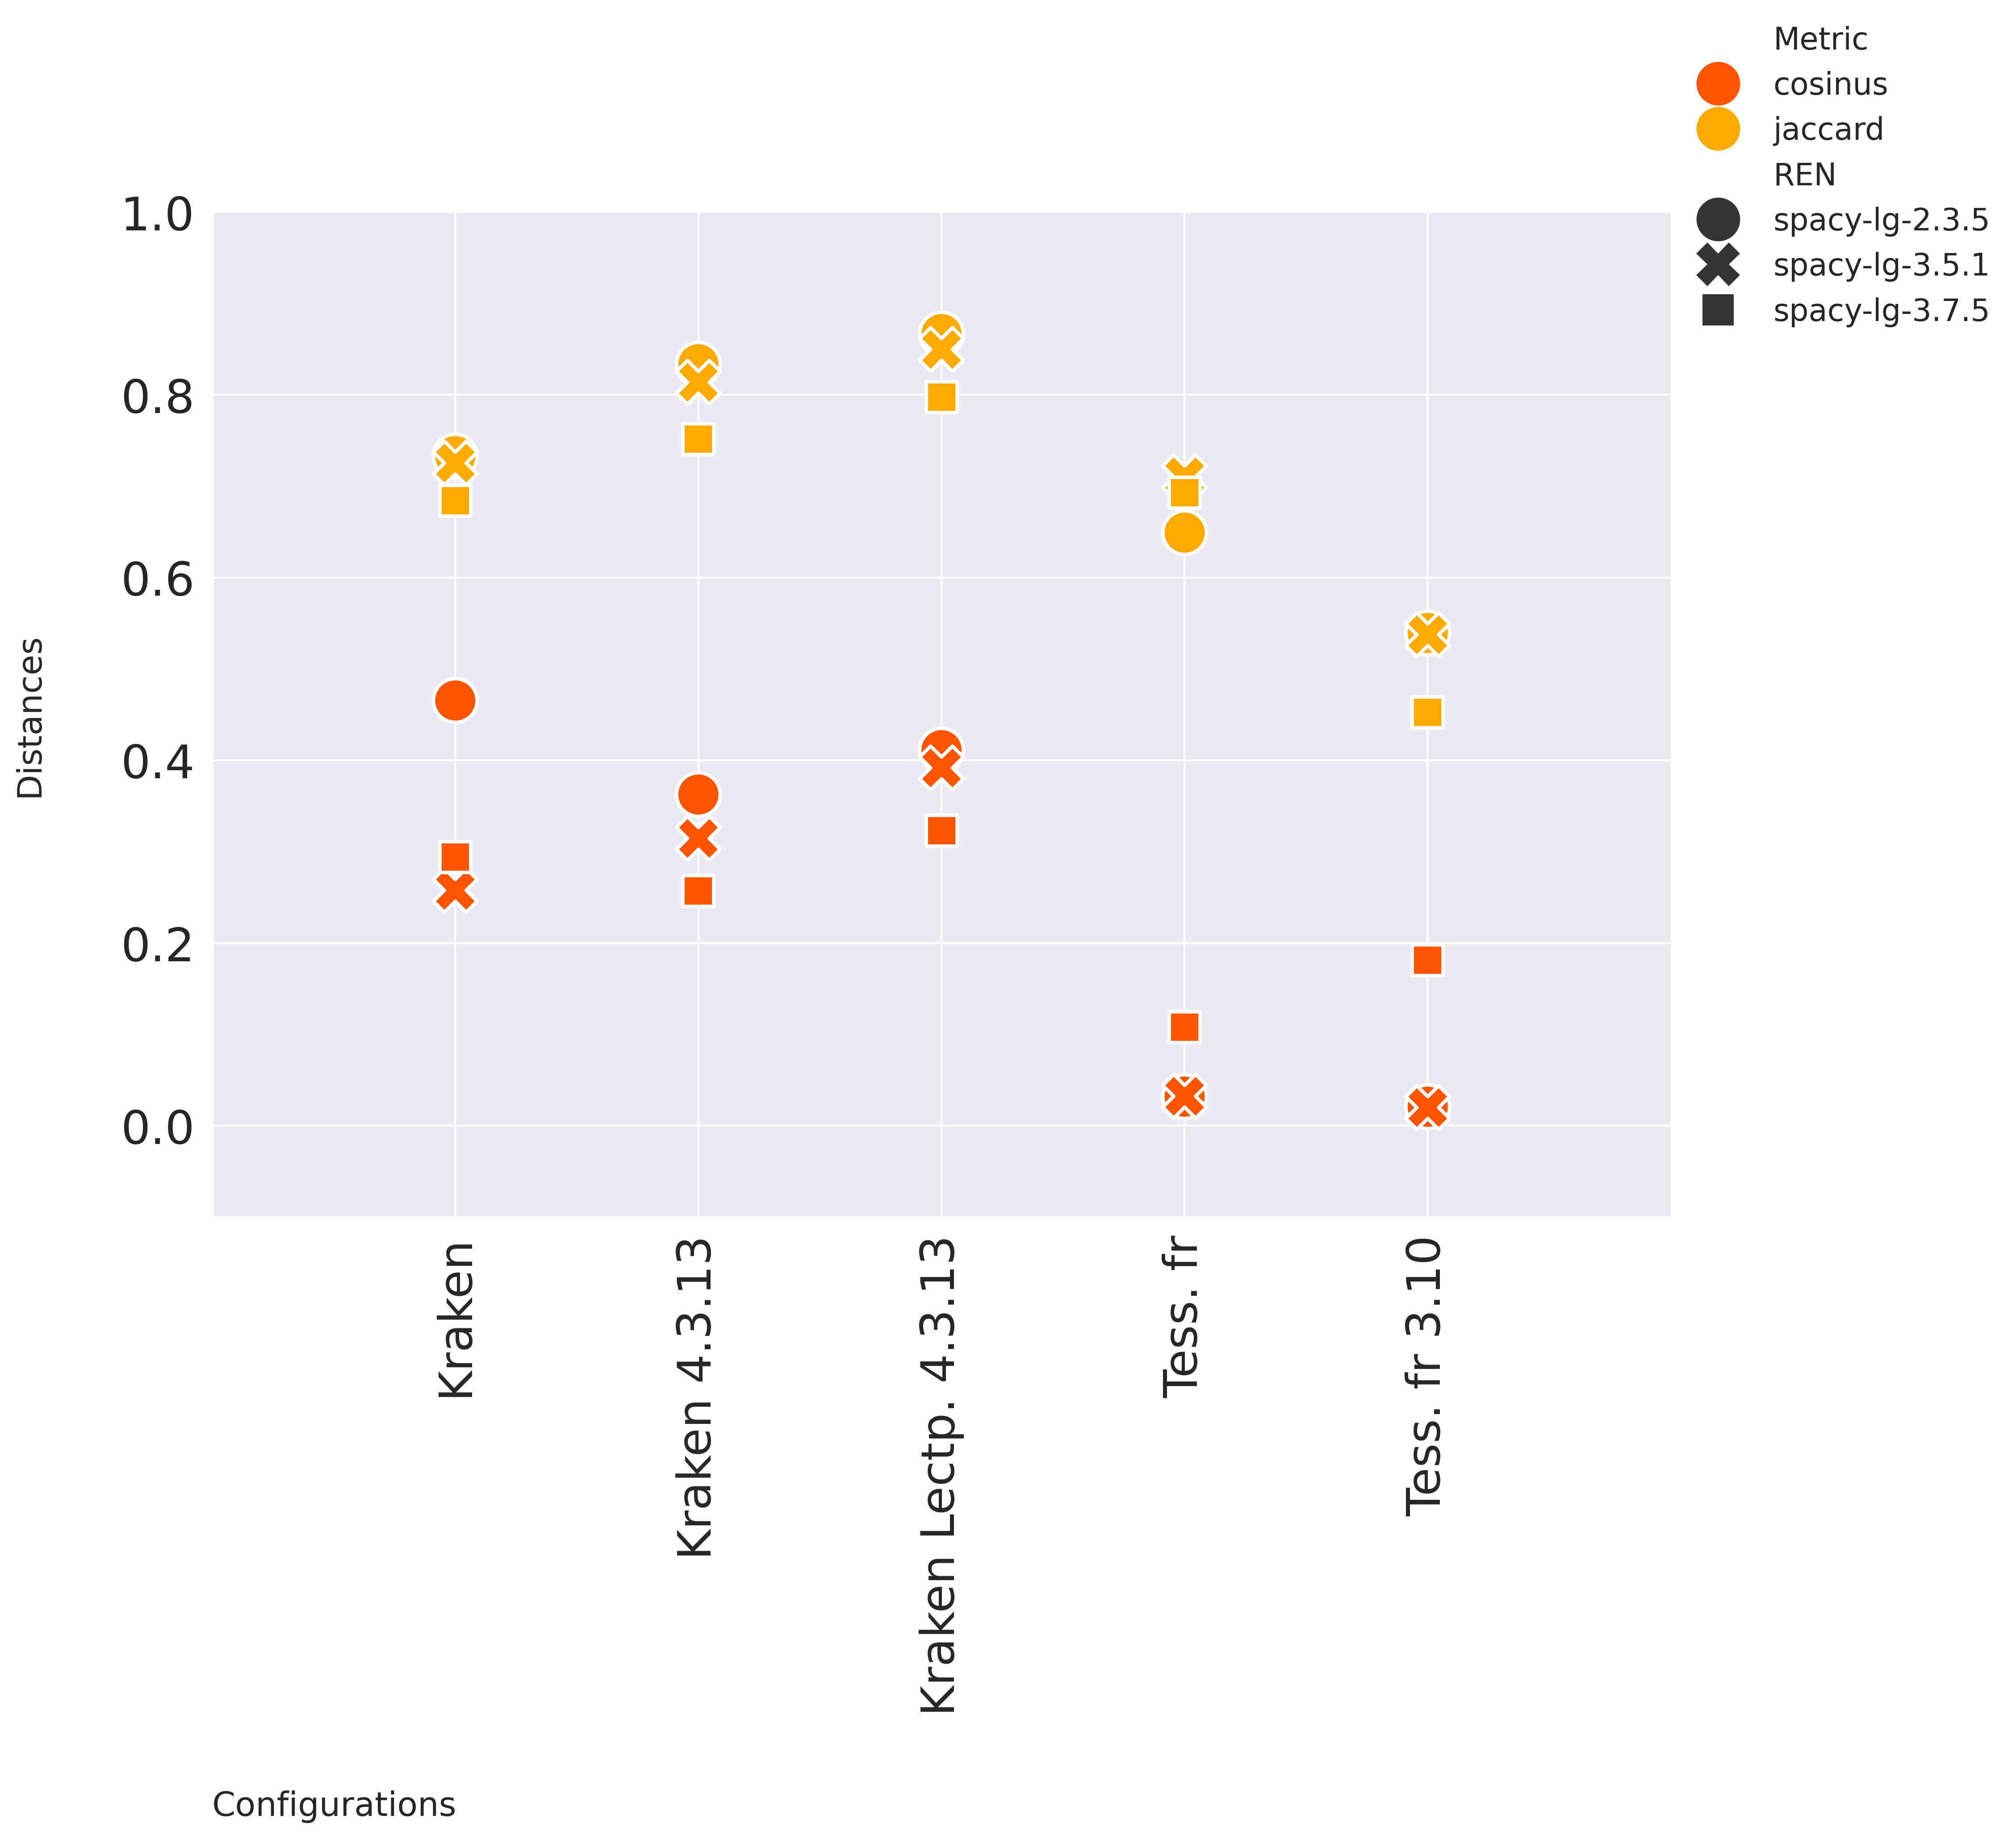 Metric
cosinus
jaccard
REN
spacy-lg-2.3.5
spacy-lg-3.5.1
spacy-lg-3.7.5
1.0
0.8
0.6
0.4
0.2
0.0
Distances
Kraken
Kraken 4.3.13
Kraken Lectp. 4.3.13
Tess. fr
Tess. fr 3.10
Configurations